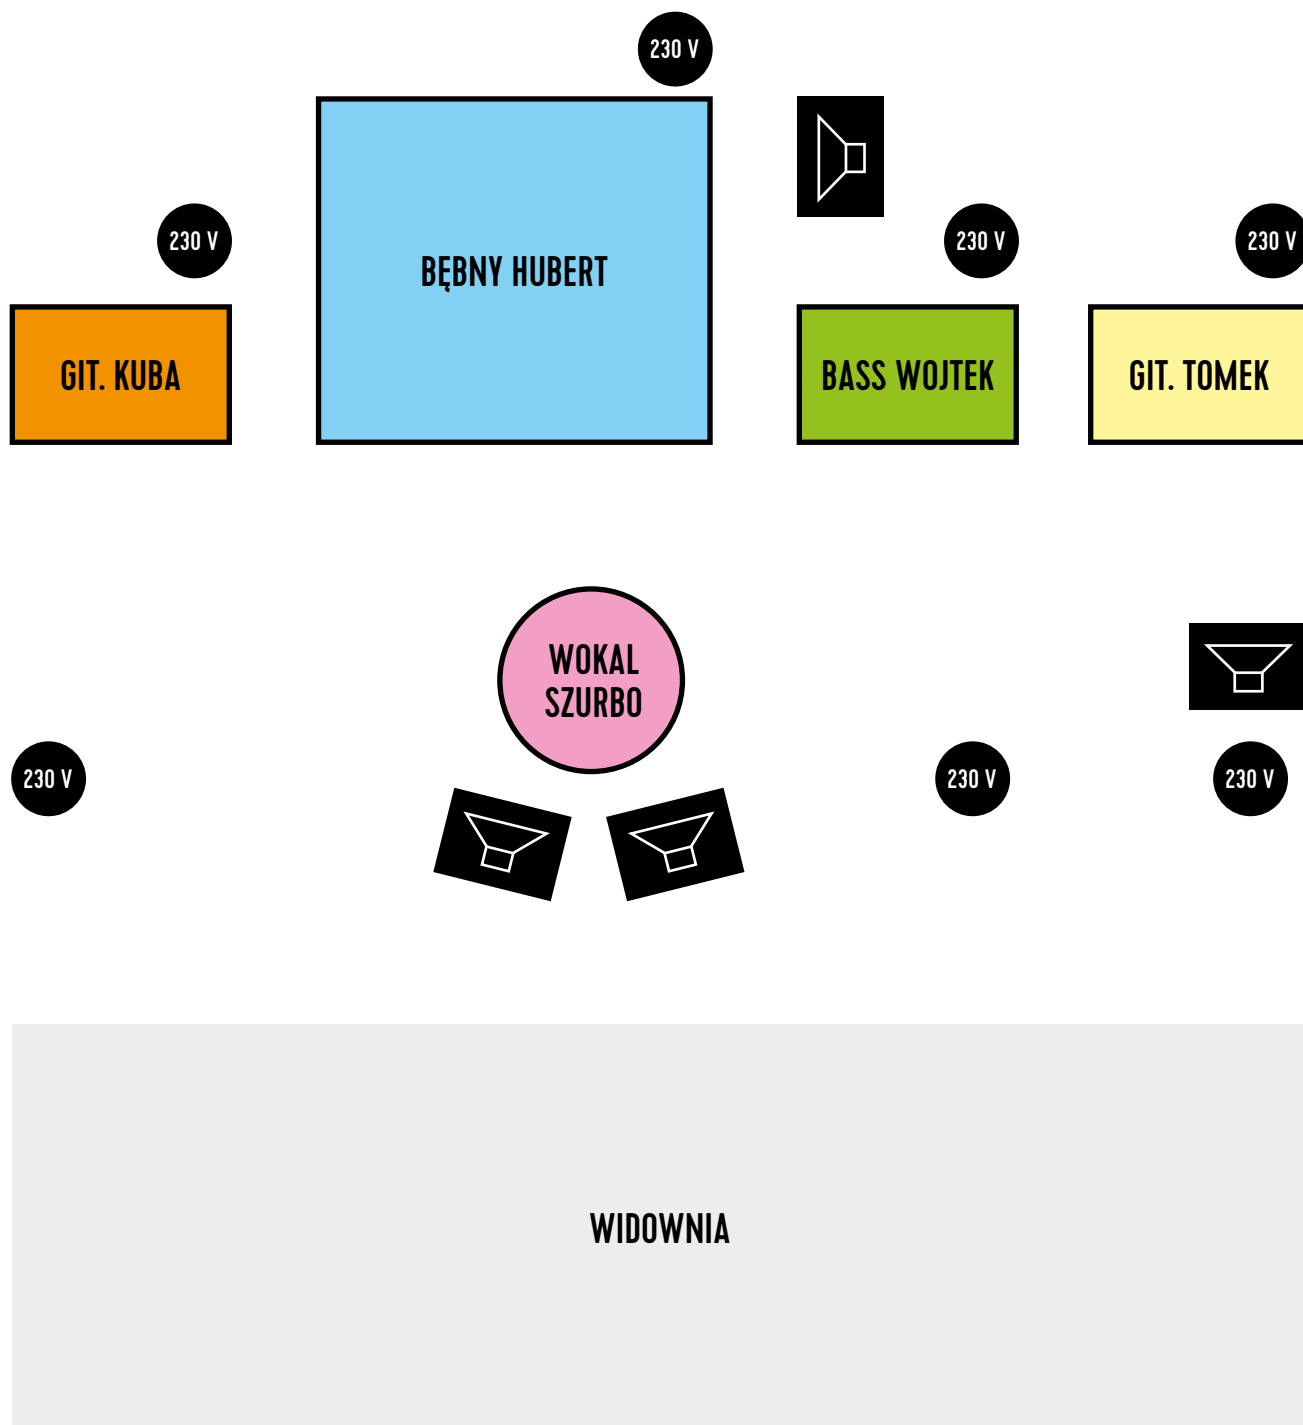 230 V
230 V
230 V
230 V
BĘBNY HUBERT
GIT. KUBA
BASS WOJTEK
GIT. TOMEK
WOKAL
SZURBO
230 V
230 V
230 V
WIDOWNIA